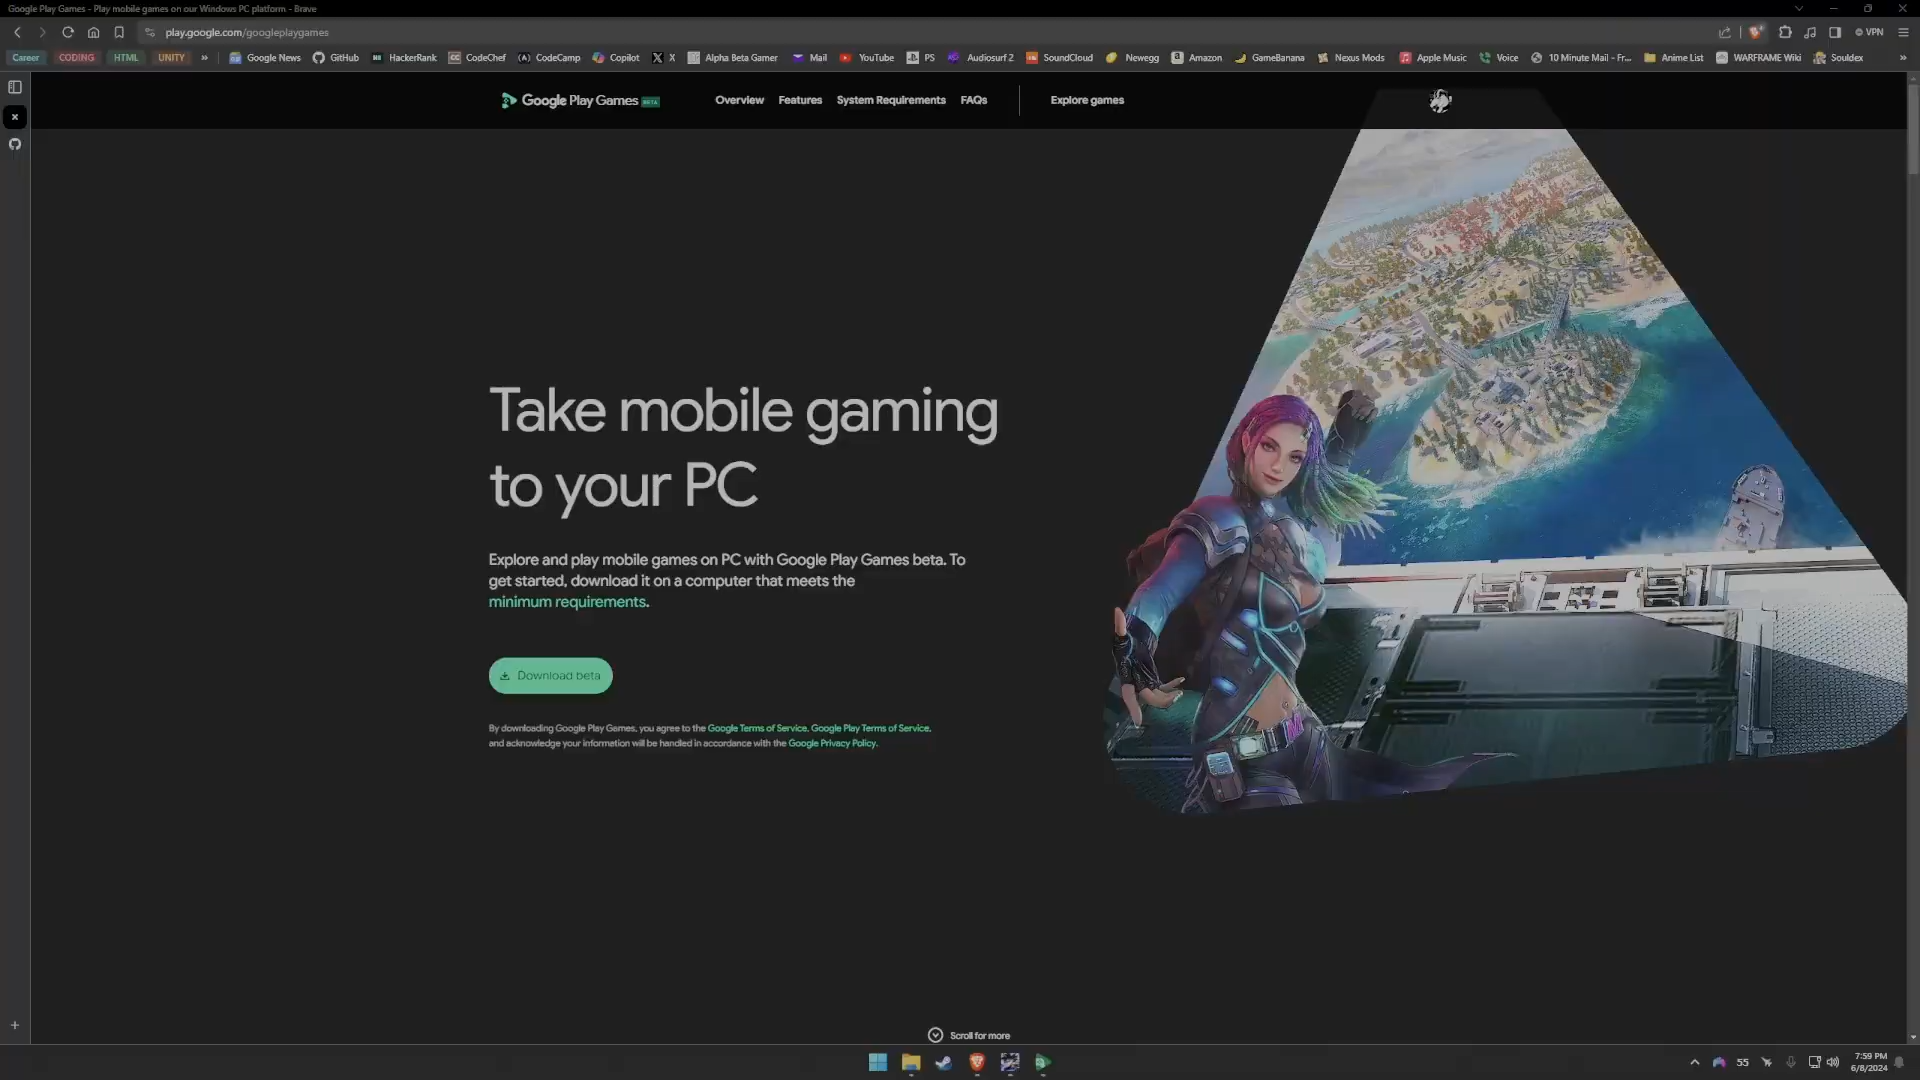 Google Play Games - Play mobile games on our Windows PC platform - Brave
play.google.com/googleplaygames
VPN
Career CODING HTML UNITY » Google News GitHub HackerRank CodeChef CodeCamp Copilot X Alpha Beta Gamer Mail YouTube PS Audiosurf 2 SoundCloud Newegg Amazon GameBanana Nexus Mods Apple Music Voice 10 Minute Mail - Fr... Anime List WARFRAME Wiki Souldex »
Google Play Games BETA Overview Features System Requirements FAQs Explore games
Take mobile gaming
to your PC
Explore and play mobile games on PC with Google Play Games beta. To
get started, download it on a computer that meets the
minimum requirements.
Download beta
By downloading Google Play Games, you agree to the Google Terms of Service, Google Play Terms of Service,
and acknowledge your information will be handled in accordance with the Google Privacy Policy.
Scroll for more
55
7:59 PM
6/8/2024